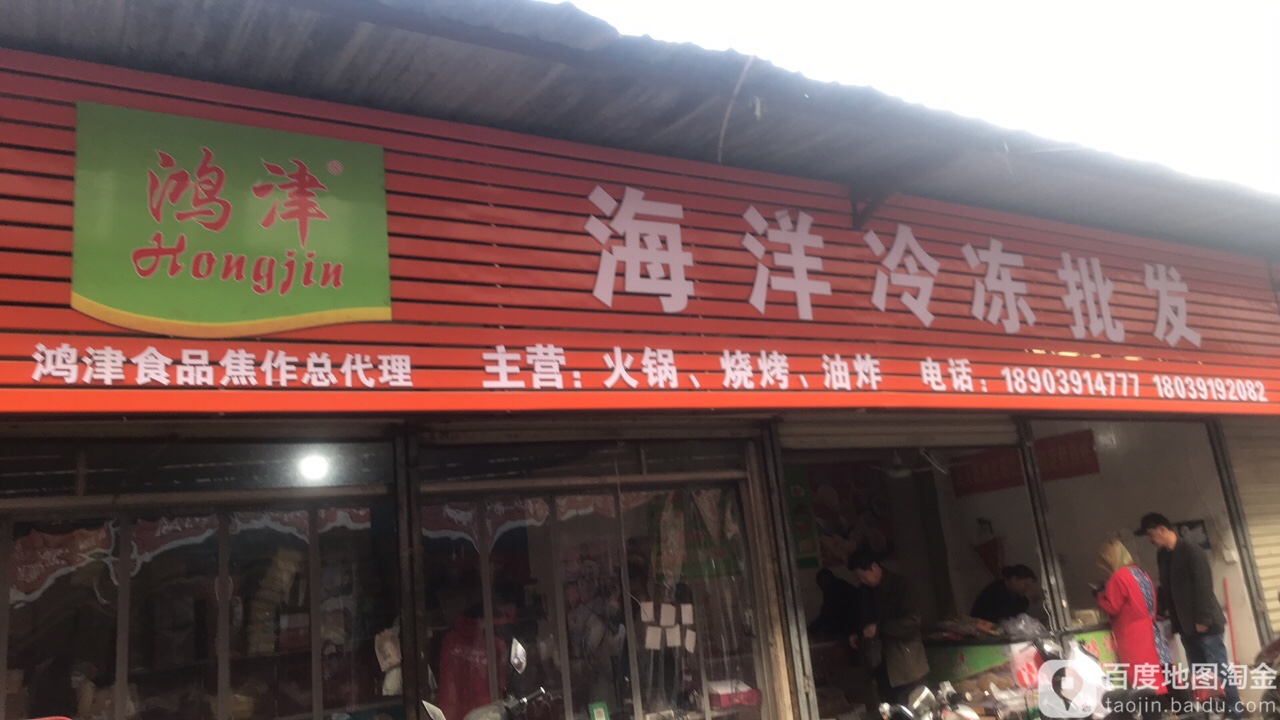 鸿津®
Hongjin
海洋冷冻批发
鸿津食品焦作总代理 主营：火锅、烧烤、油炸 电话：18903914777 18039192082
百度地图淘金
taojin.baidu.com